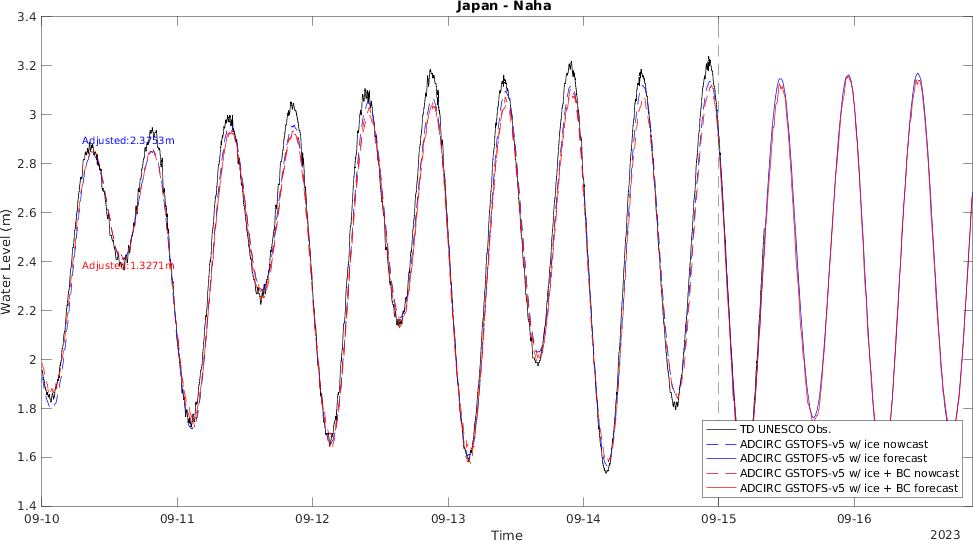 Japan - Naha
3.4
3.2
3
2.8
2.6
2.4
2.2
2
1.8
1.6
1.4
Water Level (m)
Adjusted:2.3753m
Adjusted:1.3271m
TD UNESCO Obs.
ADCIRC GSTOFS-v5 w/ ice nowcast
ADCIRC GSTOFS-v5 w/ ice forecast
ADCIRC GSTOFS-v5 w/ ice + BC nowcast
ADCIRC GSTOFS-v5 w/ ice + BC forecast
09-10 09-11 09-12 09-13 09-14 09-15 09-16
Time
2023